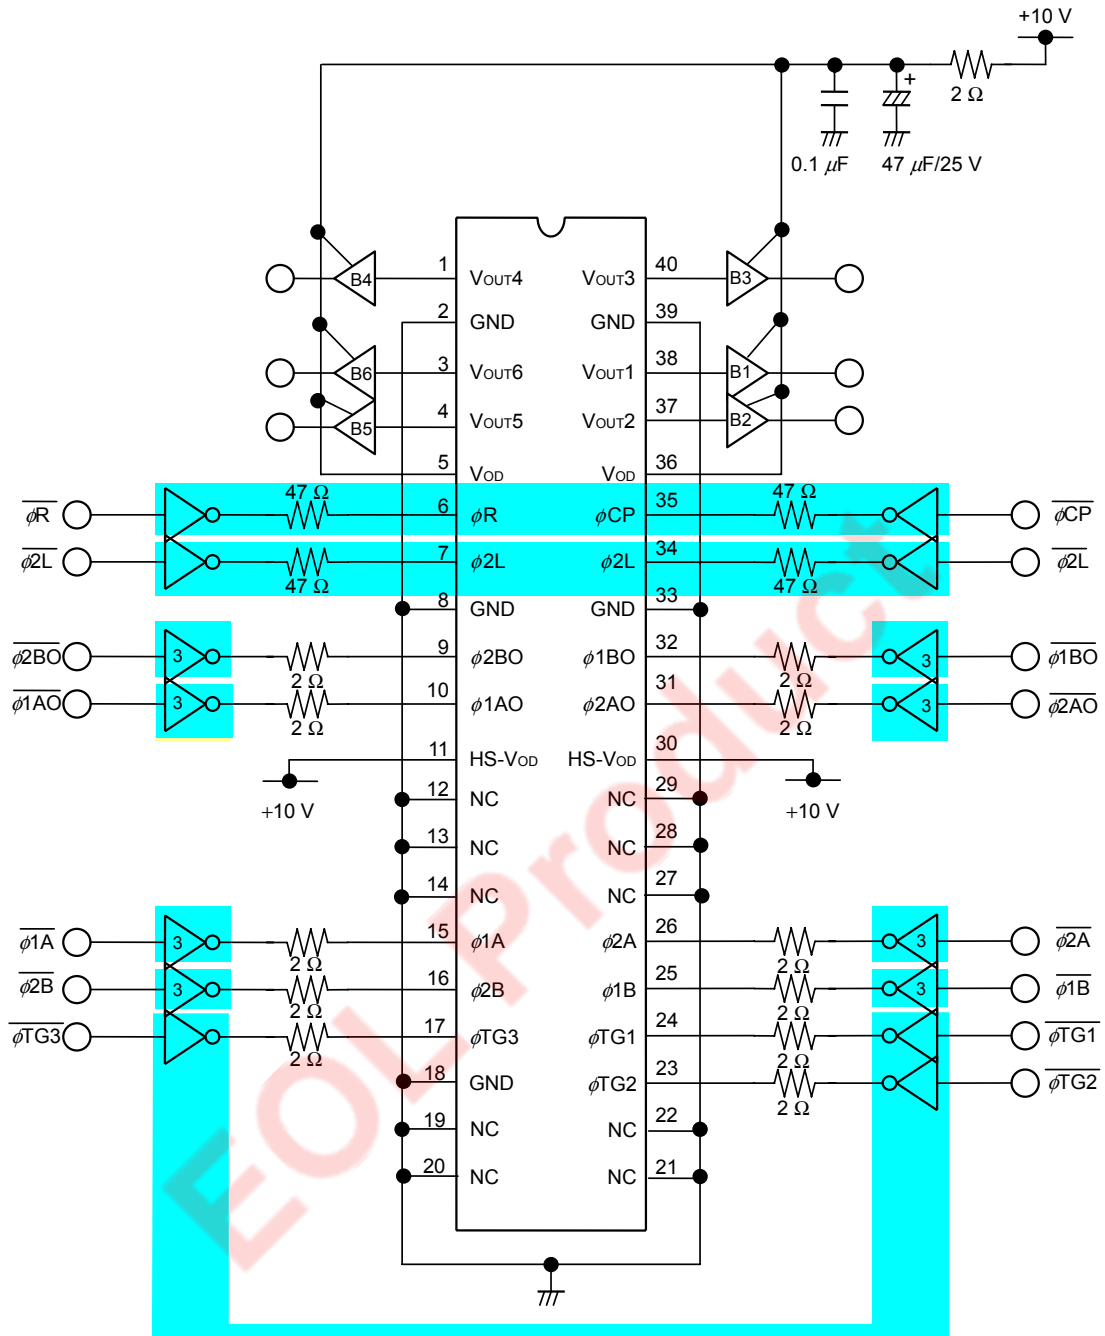 +10 V
+
2 Ω
0.1 μF 47 μF/25 V
B4 1 VOUT4 VOUT3 40 B3
2 GND GND 39
B6 3 VOUT6 VOUT1 38 B1
B5 4 VOUT5 VOUT2 37 B2
5 VOD VOD 36
47 Ω 47 Ω
φR 6 φR φCP 35 φCP
φ2L 7 φ2L φ2L 34 φ2L
47 Ω 47 Ω
8 GND GND 33
φ2BO 3 9 φ2BO φ1BO 32 3 φ1BO
2 Ω 2 Ω
φ1AO 3 10 φ1AO φ2AO 31 3 φ2AO
2 Ω 2 Ω
11 HS-VOD HS-VOD 30
+10 V +10 V
12 NC NC 29
13 NC NC 28
14 NC NC 27
φ1A 3 15 φ1A φ2A 26 3 φ2A
2 Ω 2 Ω
φ2B 3 16 φ2B φ1B 25 3 φ1B
2 Ω 2 Ω
φTG3 17 φTG3 φTG1 24 φTG1
2 Ω 2 Ω
18 GND φTG2 23 φTG2
2 Ω
19 NC NC 22
20 NC NC 21
EOL Product